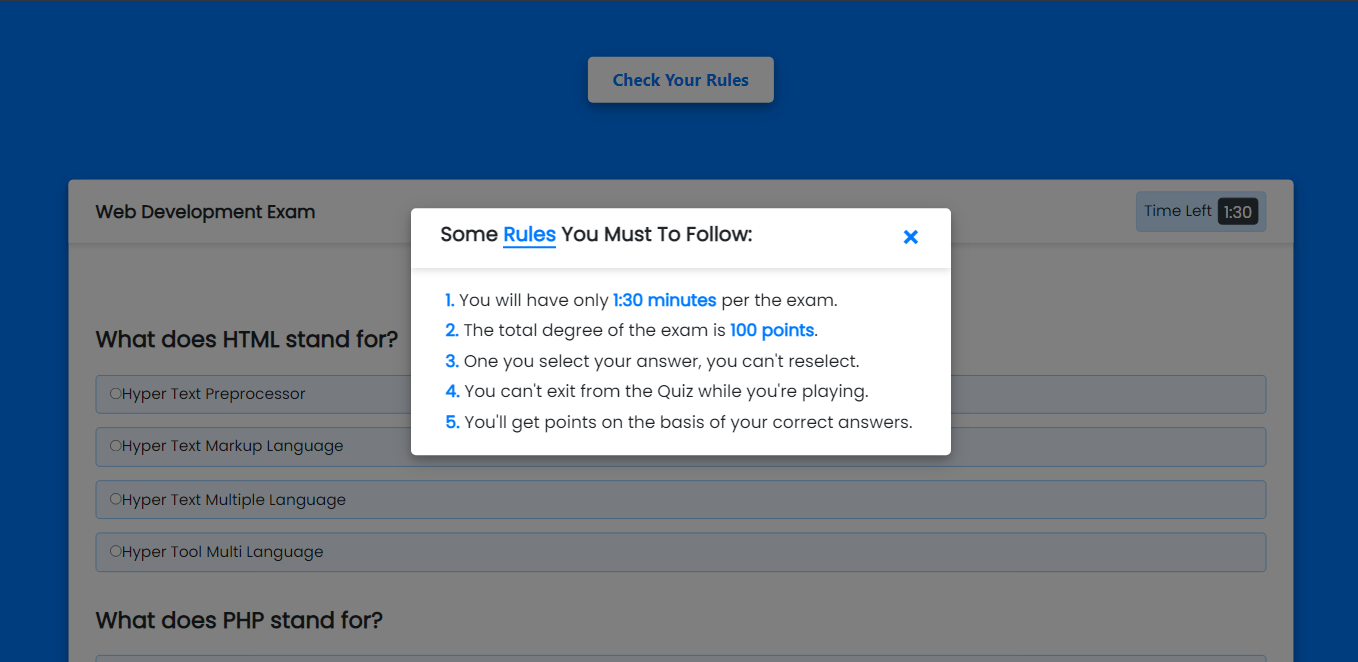 Check Your Rules
Web Development Exam
Time Left 1:30
Some Rules You Must To Follow:
1. You will have only 1:30 minutes per the exam.
2. The total degree of the exam is 100 points.
3. One you select your answer, you can't reselect.
4. You can't exit from the Quiz while you're playing.
5. You'll get points on the basis of your correct answers.
What does HTML stand for?
Hyper Text Preprocessor
Hyper Text Markup Language
Hyper Text Multiple Language
Hyper Tool Multi Language
What does PHP stand for?